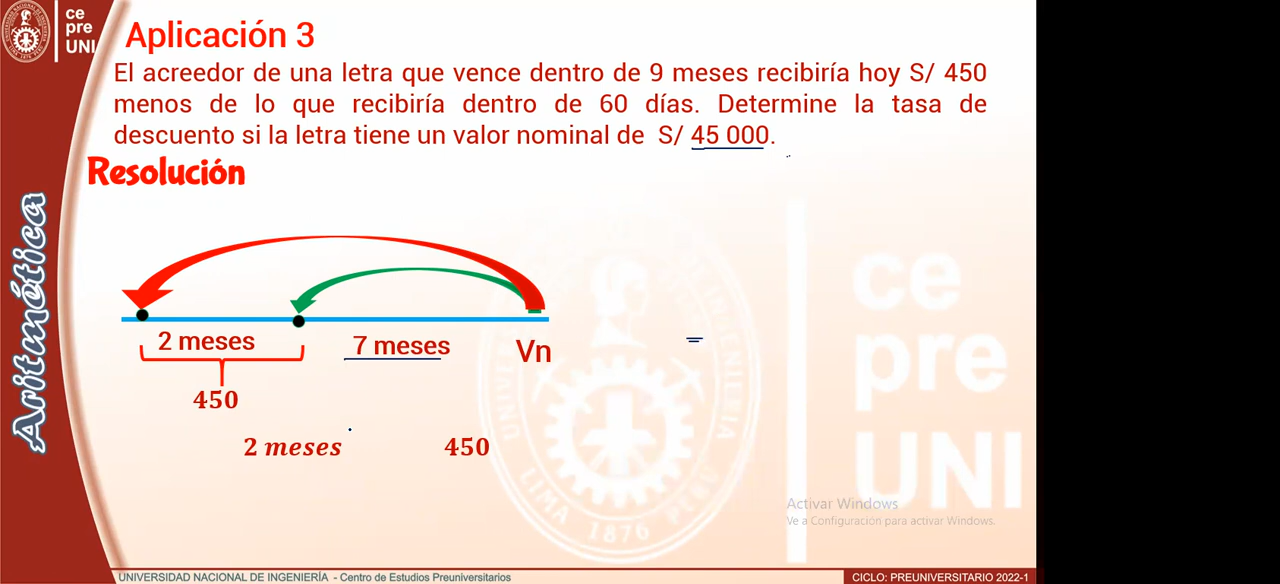 ce
pre
UNI
Aplicación 3
El acreedor de una letra que vence dentro de 9 meses recibiría hoy S/ 450
menos de lo que recibiría dentro de 60 días. Determine la tasa de
descuento si la letra tiene un valor nominal de S/ 45 000.
Resolución
Aritmética
2 meses
7 meses
Vn
=
450
2 meses
450
ce
pre
UNI
LIMA 1876 PERÚ
Activar Windows
Ve a Configuración para activar Windows.
UNIVERSIDAD NACIONAL DE INGENIERÍA - Centro de Estudios Preuniversitarios
CICLO: PREUNIVERSITARIO 2022-1